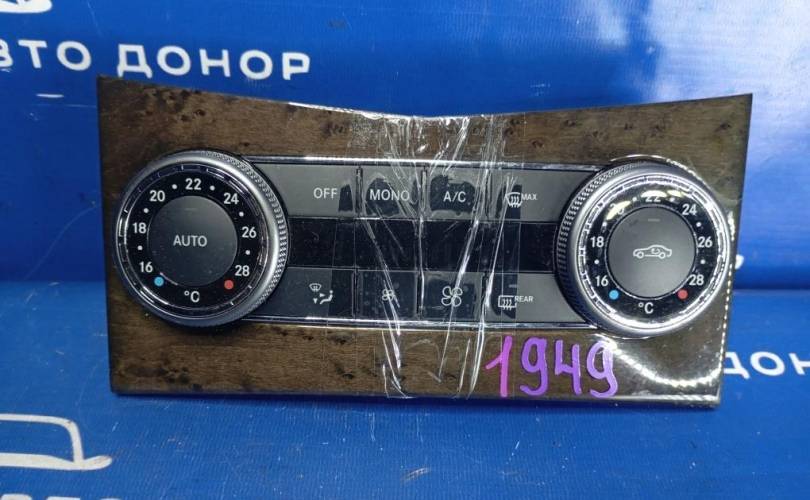 ВТО ДОНОР
20 22 24
18 26
16 28
AUTO
°C
OFF MONO A/C MAX
REAR
22 24
18 26
16 28
°C
1949
ДОНОР